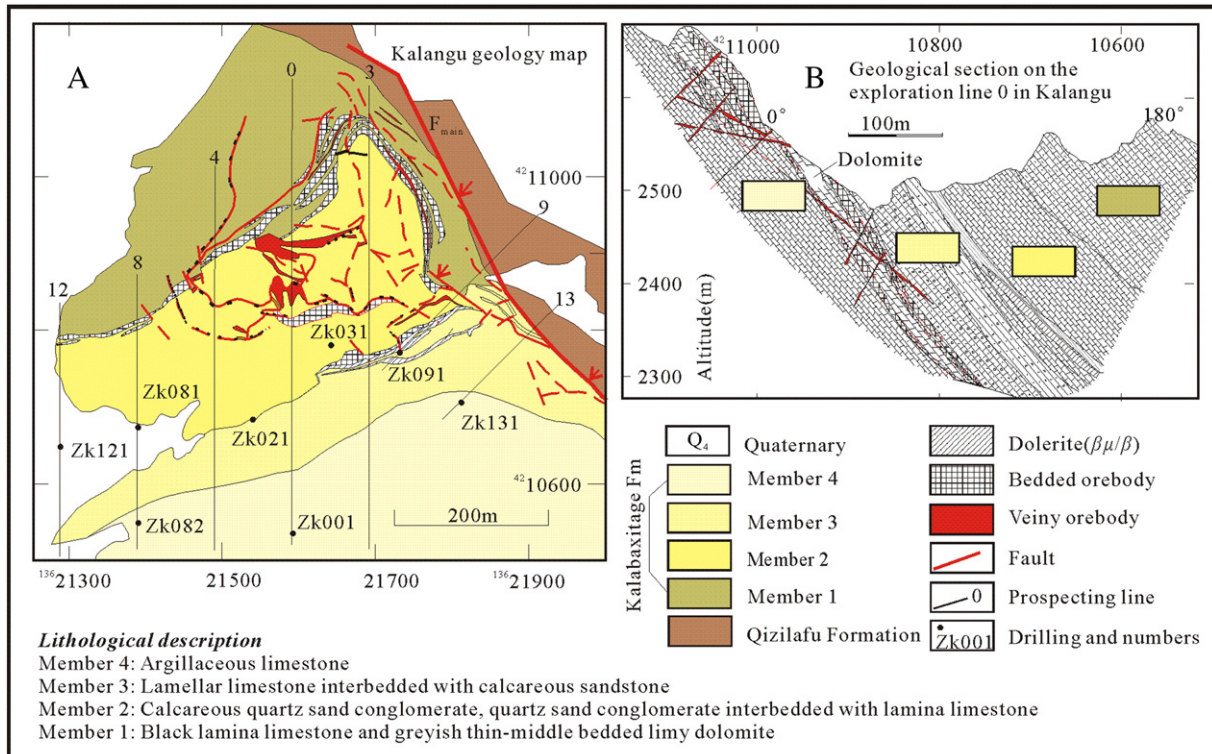 A
Kalangu geology map
0
3
F main
4
42 11000
9
8
12
13
Zk031
Zk091
Zk081
Zk021
Zk131
Zk121
42 10600
Zk082
Zk001
200m
136 21300
21500
21700
136 21900
42 11000
10800
10600
B
Geological section on the
exploration line 0 in Kalangu
0°
100m
180°
Dolomite
2500
2400
2300
Altitude(m)
Q4
Quaternary
Member 4
Member 3
Member 2
Member 1
Kalabaxitage Fm
Qizilafu Formation
Dolerite(βμ/β)
Bedded orebody
Veiny orebody
Fault
0
Prospecting line
Zk001
Drilling and numbers
Lithological description
Member 4: Argillaceous limestone
Member 3: Lamellar limestone interbedded with calcareous sandstone
Member 2: Calcareous quartz sand conglomerate, quartz sand conglomerate interbedded with lamina limestone
Member 1: Black lamina limestone and greyish thin-middle bedded limy dolomite